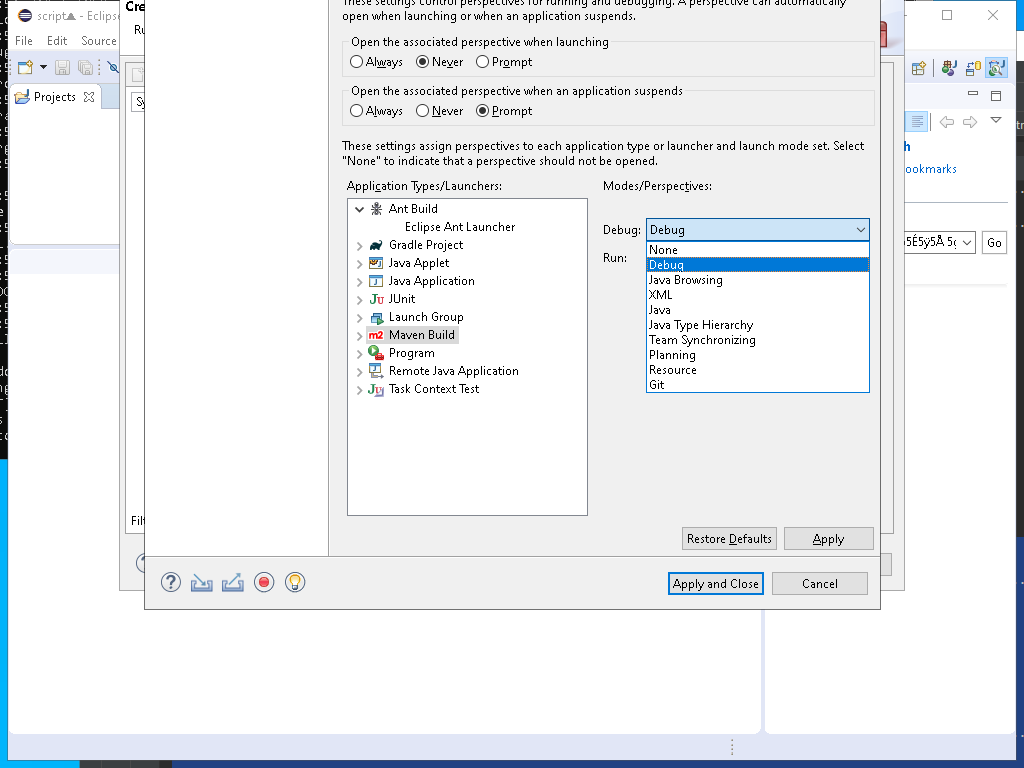 These settings control perspectives for running and debugging. A perspective can automatically
open when launching or when an application suspends.
script - Eclipse
File Edit Source
Projects
Open the associated perspective when launching
Always Never Prompt
Open the associated perspective when an application suspends
Always Never Prompt
These settings assign perspectives to each application type or launcher and launch mode set. Select
"None" to indicate that a perspective should not be opened.
Application Types/Launchers:
Modes/Perspectives:
Ant Build
Eclipse Ant Launcher
Gradle Project
Java Applet
Java Application
JUnit
Launch Group
Maven Build
Program
Remote Java Application
Task Context Test
Debug: Debug
Run:
None
Debug
Java Browsing
XML
Java
Java Type Hierarchy
Team Synchronizing
Planning
Resource
Git
ookmarks
Go
Restore Defaults
Apply
Apply and Close
Cancel